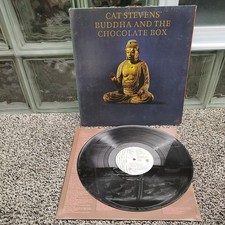 CAT STEVENS
BUDDHA AND THE
CHOCOLATE BOX